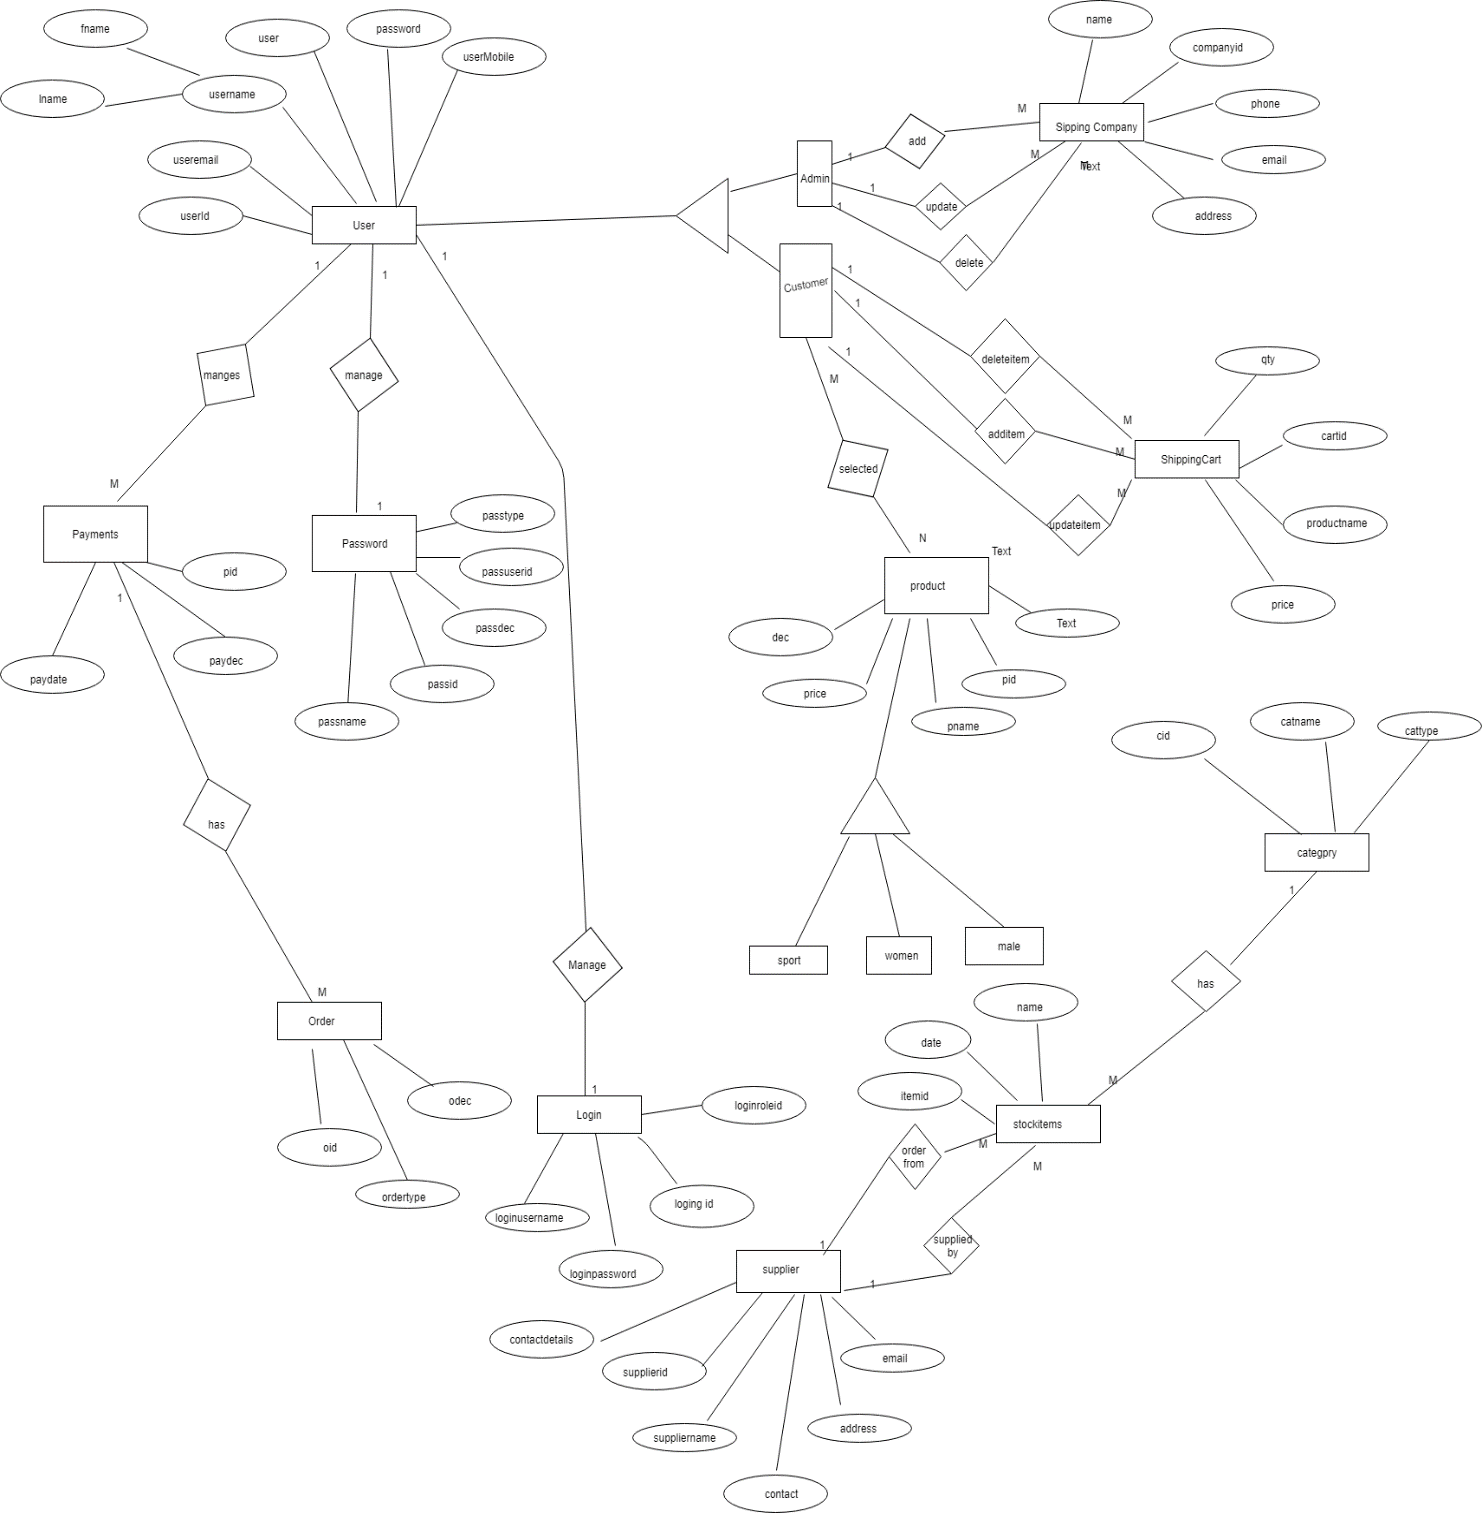 name
fname
user
password
userMobile
companyid
lname
username
phone
M
Sipping Company
add
1
useremail
M
email
M
Text
Admin
1
userId
1
update
address
User
1
delete
1
1
1
Customer
1
1
manges
manage
1
deleteitem
qty
M
M
additem
M
cartid
selected
ShippingCart
M
M
1
passtype
updateitem
productname
Payments
Password
N
Text
pid
passuserid
product
1
passdec
dec
Text
price
paydec
paydate
passid
price
pid
passname
pname
cid
catname
cattype
has
categpry
1
sport
women
male
Manage
has
M
name
Order
date
M
1
itemid
odec
loginroleid
Login
stockitems
oid
M
order
from
M
ordertype
loging id
loginusername
supplied
by
1
loginpassword
supplier
1
contactdetails
supplierid
email
suppliername
address
contact